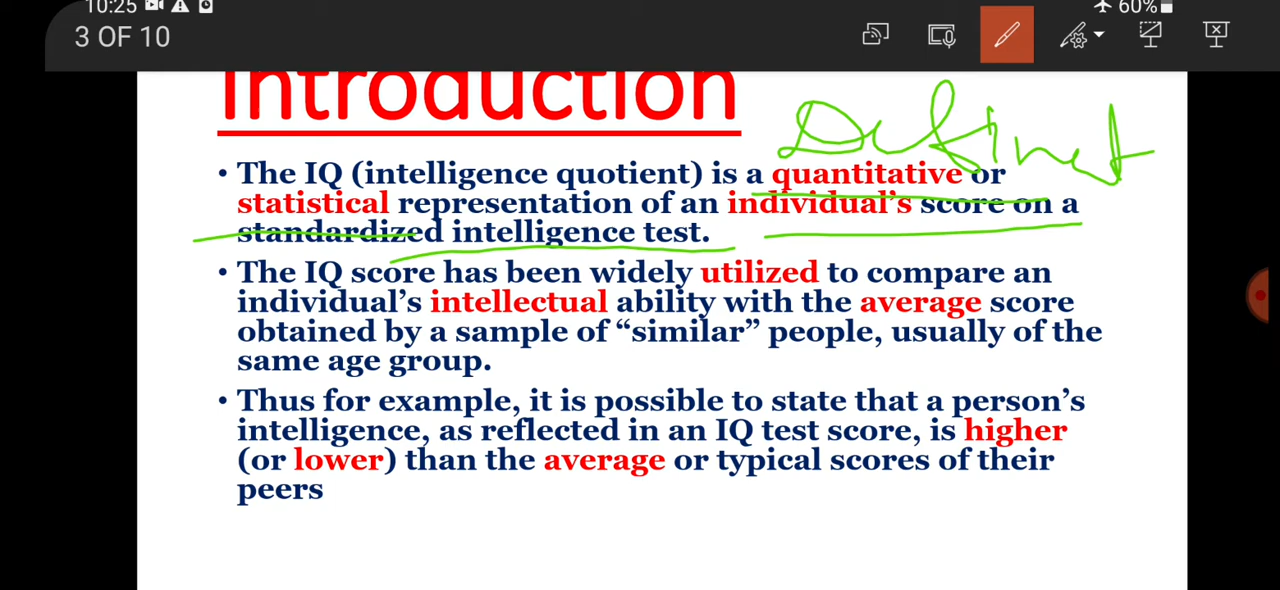 10:25
60%
3 OF 10
Introduction
• The IQ (intelligence quotient) is a quantitative or
statistical representation of an individual's score on a
standardized intelligence test.
• The IQ score has been widely utilized to compare an
individual's intellectual ability with the average score
obtained by a sample of “similar” people, usually of the
same age group.
• Thus for example, it is possible to state that a person's
intelligence, as reflected in an IQ test score, is higher
(or lower) than the average or typical scores of their
peers